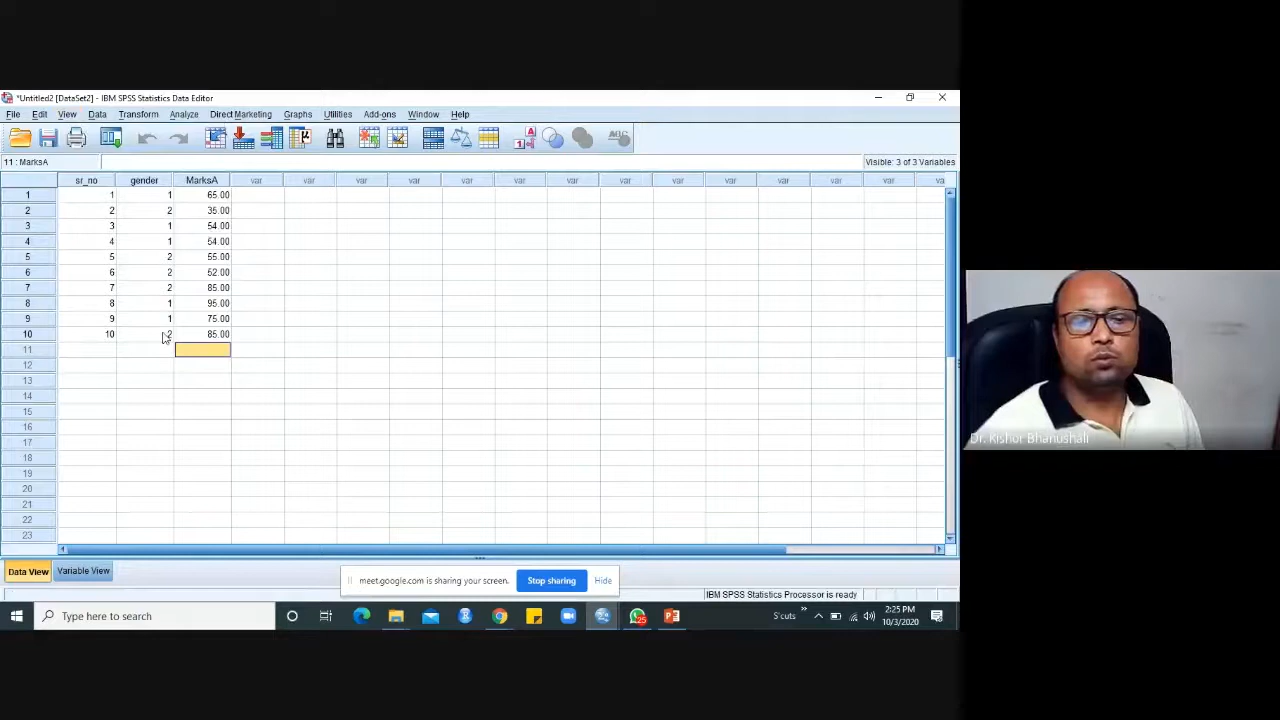 *Untitled2 [DataSet2] - IBM SPSS Statistics Data Editor
File Edit View Data Transform Analyze Direct Marketing Graphs Utilities Add-ons Window Help
11 : MarksA Visible: 3 of 3 Variables
sr_no gender MarksA var var var var var var var var var var var var var va
1 1 1 65.00
2 2 2 35.00
3 3 1 54.00
4 4 1 54.00
5 5 2 55.00
6 6 2 52.00
7 7 2 85.00
8 8 1 95.00
9 9 1 75.00
10 10 2 85.00
11
12
13
14
15
16
17
18
19
20
21
22
23
Data View Variable View
meet.google.com is sharing your screen. Stop sharing Hide
IBM SPSS Statistics Processor is ready
Type here to search
25
S'cuts
2:25 PM
10/3/2020
Dr. Kishor Bhanushali